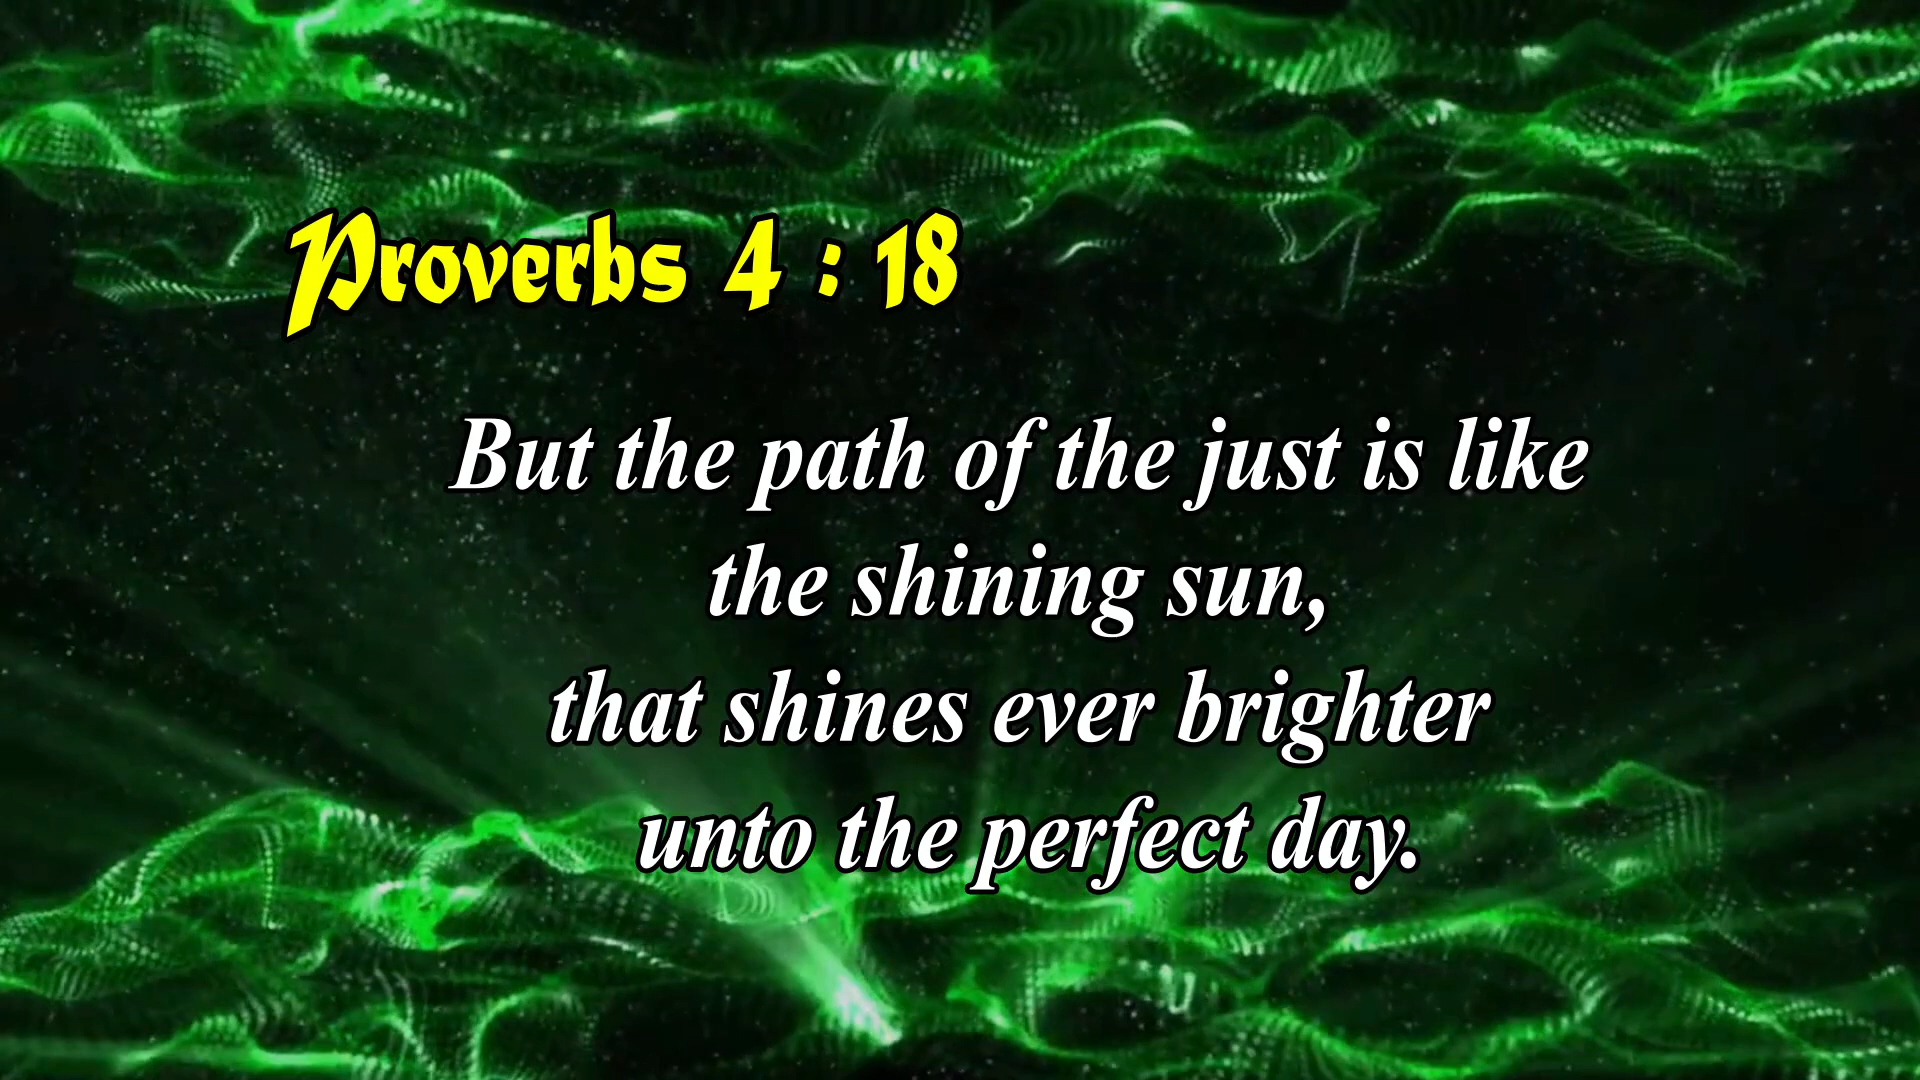 Proverbs 4 : 18
But the path of the just is like
the shining sun,
that shines ever brighter
unto the perfect day.